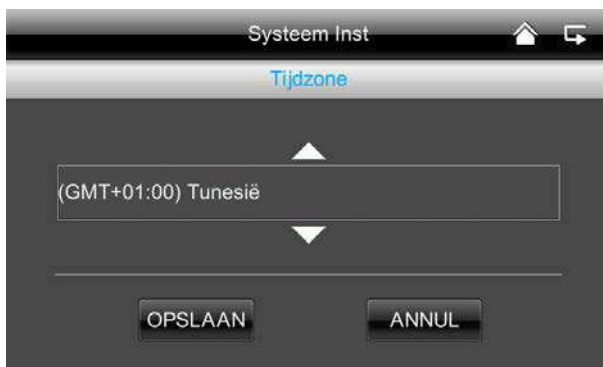 Systeem Inst
Tijdzone
(GMT+01:00) Tunesië
OPSLAAN ANNUL